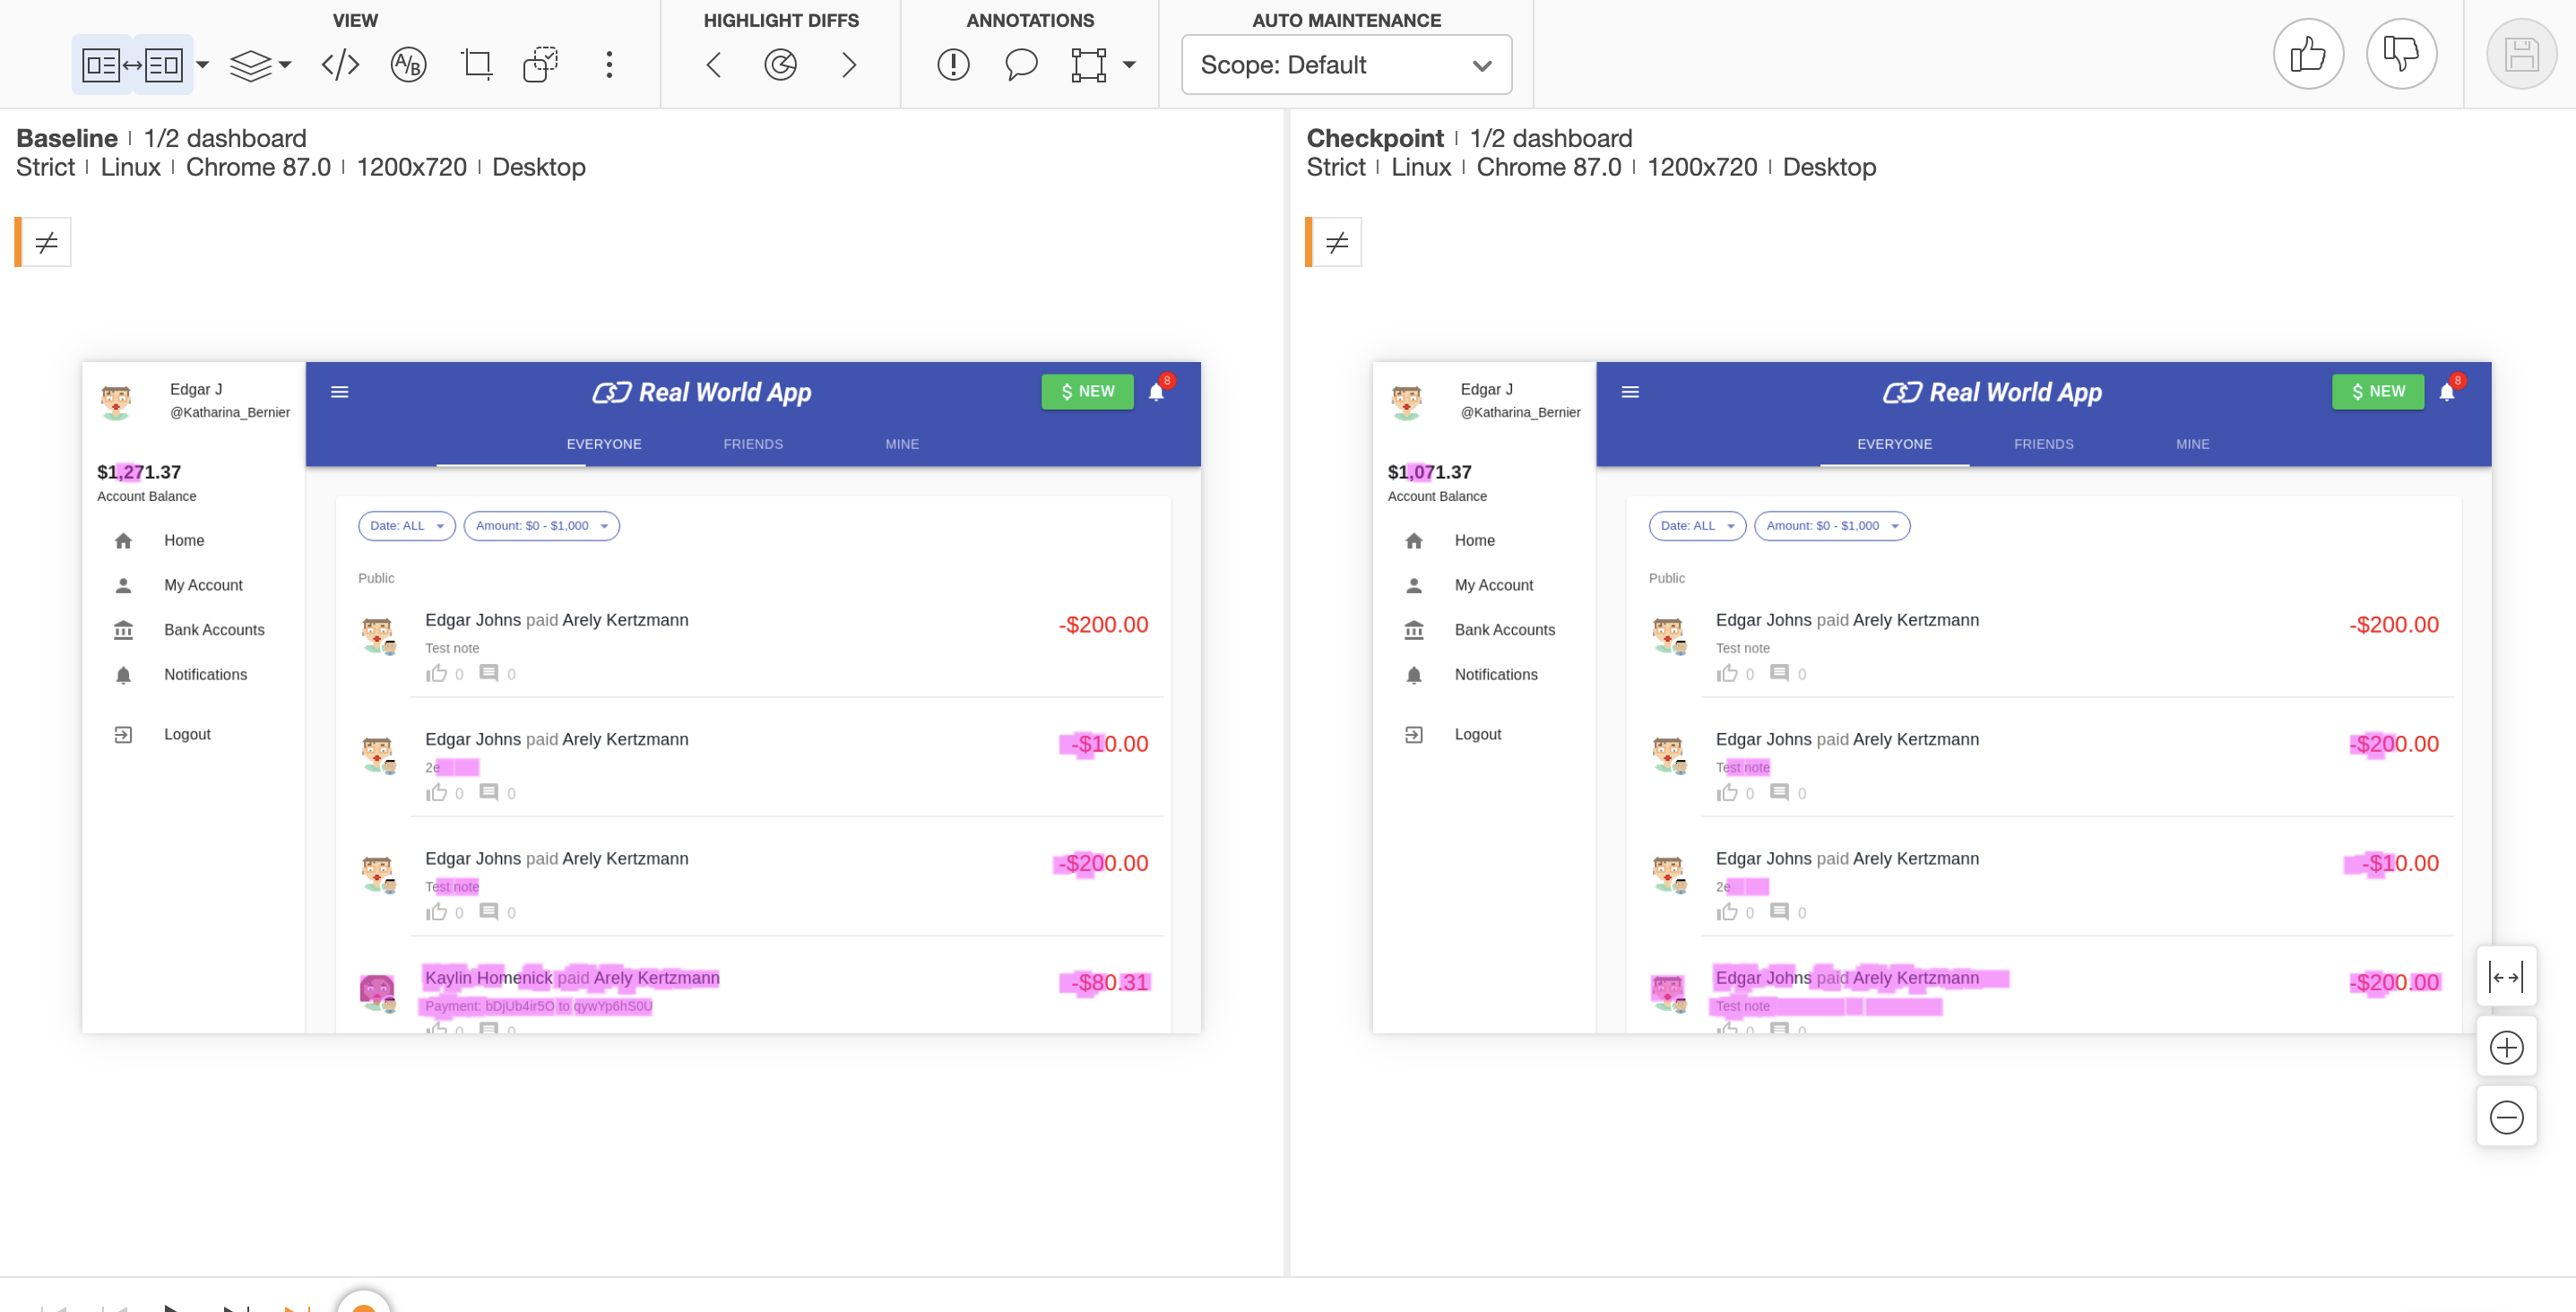 VIEW
HIGHLIGHT DIFFS
ANNOTATIONS
AUTO MAINTENANCE
A/B
Scope: Default
Baseline | 1/2 dashboard
Strict | Linux | Chrome 87.0 | 1200x720 | Desktop
≠
Edgar J
@Katharina_Bernier
$1,271.37
Account Balance
Home
My Account
Bank Accounts
Notifications
Logout
Real World App
$ NEW
8
EVERYONE
FRIENDS
MINE
Date: ALL
Amount: $0 - $1,000
Public
Edgar Johns paid Arely Kertzmann
-$200.00
Test note
0 0
Edgar Johns paid Arely Kertzmann
-$10.00
2e
0 0
Edgar Johns paid Arely Kertzmann
-$200.00
Test note
0 0
Kaylin Homenick paid Arely Kertzmann
-$80.31
Payment: bDjUb4ir5O to qywYp6hS0U
0 0
Checkpoint | 1/2 dashboard
Strict | Linux | Chrome 87.0 | 1200x720 | Desktop
≠
Edgar J
@Katharina_Bernier
$1,071.37
Account Balance
Home
My Account
Bank Accounts
Notifications
Logout
Real World App
$ NEW
8
EVERYONE
FRIENDS
MINE
Date: ALL
Amount: $0 - $1,000
Public
Edgar Johns paid Arely Kertzmann
-$200.00
Test note
0 0
Edgar Johns paid Arely Kertzmann
-$200.00
Test note
0 0
Edgar Johns paid Arely Kertzmann
-$10.00
2e
0 0
Edgar Johns paid Arely Kertzmann
-$200.00
Test note
0 0